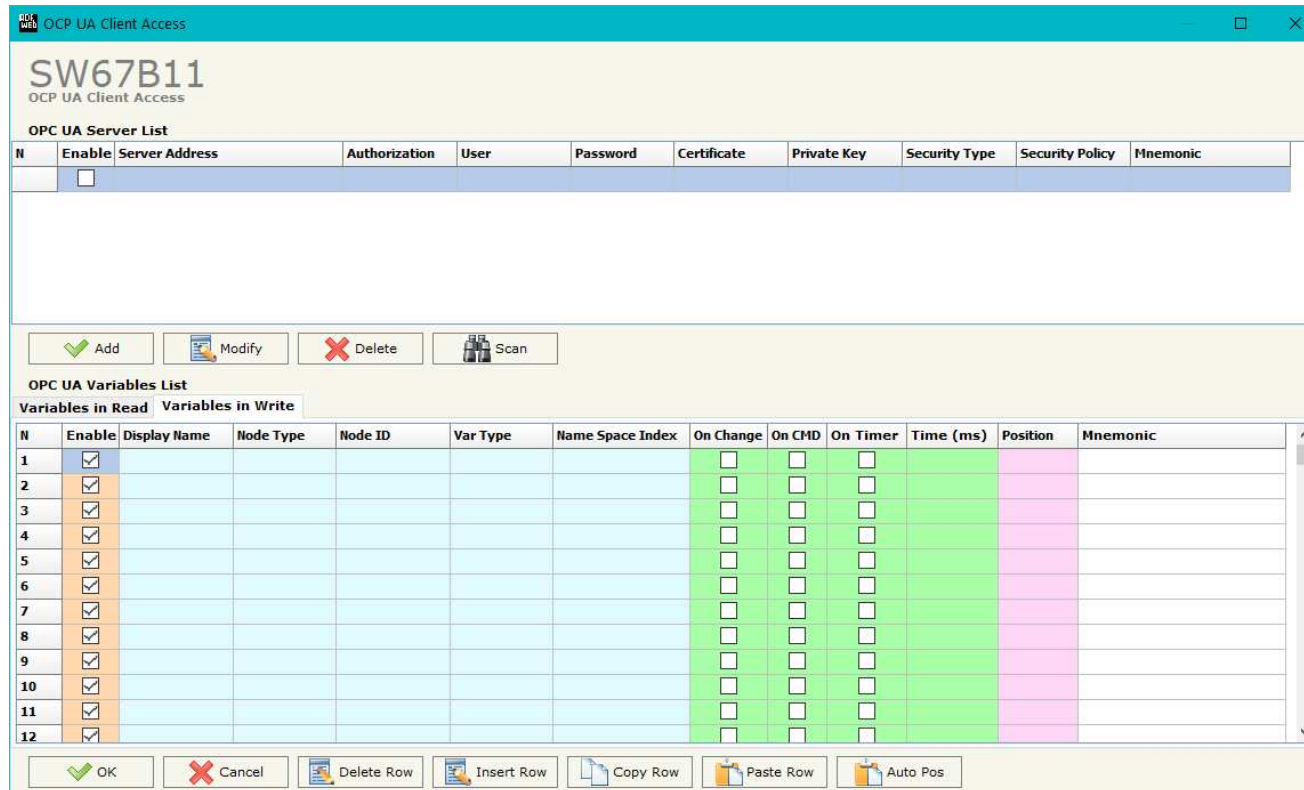 ADF WEB OCP UA Client Access
SW67B11
OCP UA Client Access
OPC UA Server List
N Enable Server Address Authorization User Password Certificate Private Key Security Type Security Policy Mnemonic
Add Modify Delete Scan
OPC UA Variables List
Variables in Read Variables in Write
N Enable Display Name Node Type Node ID Var Type Name Space Index On Change On CMD On Timer Time (ms) Position Mnemonic
1
2
3
4
5
6
7
8
9
10
11
12
OK Cancel Delete Row Insert Row Copy Row Paste Row Auto Pos